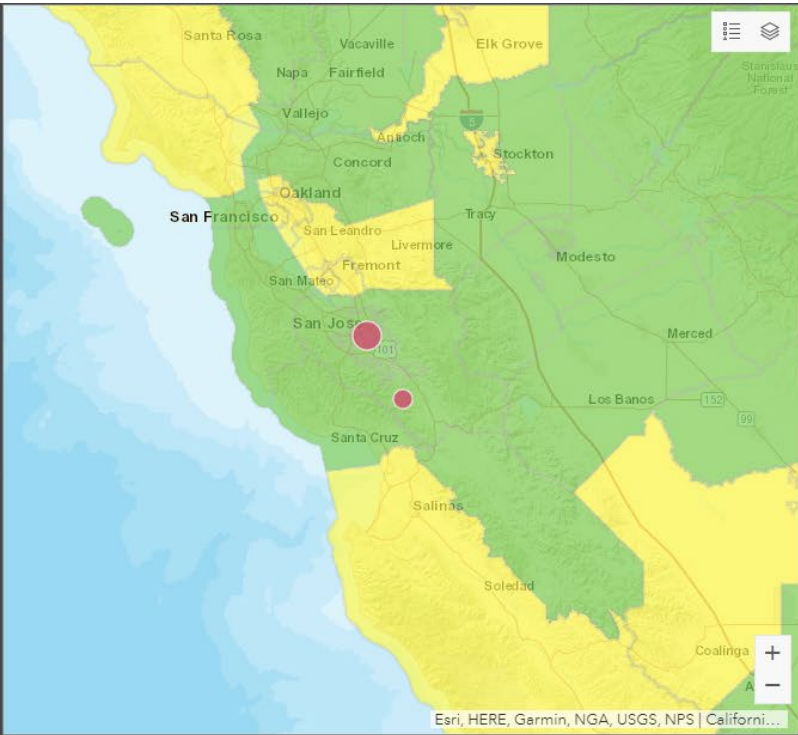 Santa Rosa
Vacaville
Elk Grove
Napa
Fairfield
Stanislaus
National
Forest
Vallejo
5
Antioch
Concord
Stockton
Oakland
San Francisco
Tracy
San Leandro
Livermore
Modesto
Fremont
San Mateo
San Jos
101
Merced
Los Banos
152
99
Santa Cruz
Salinas
Soledad
Coalinga
+
A
−
Esri, HERE, Garmin, NGA, USGS, NPS | Californi...